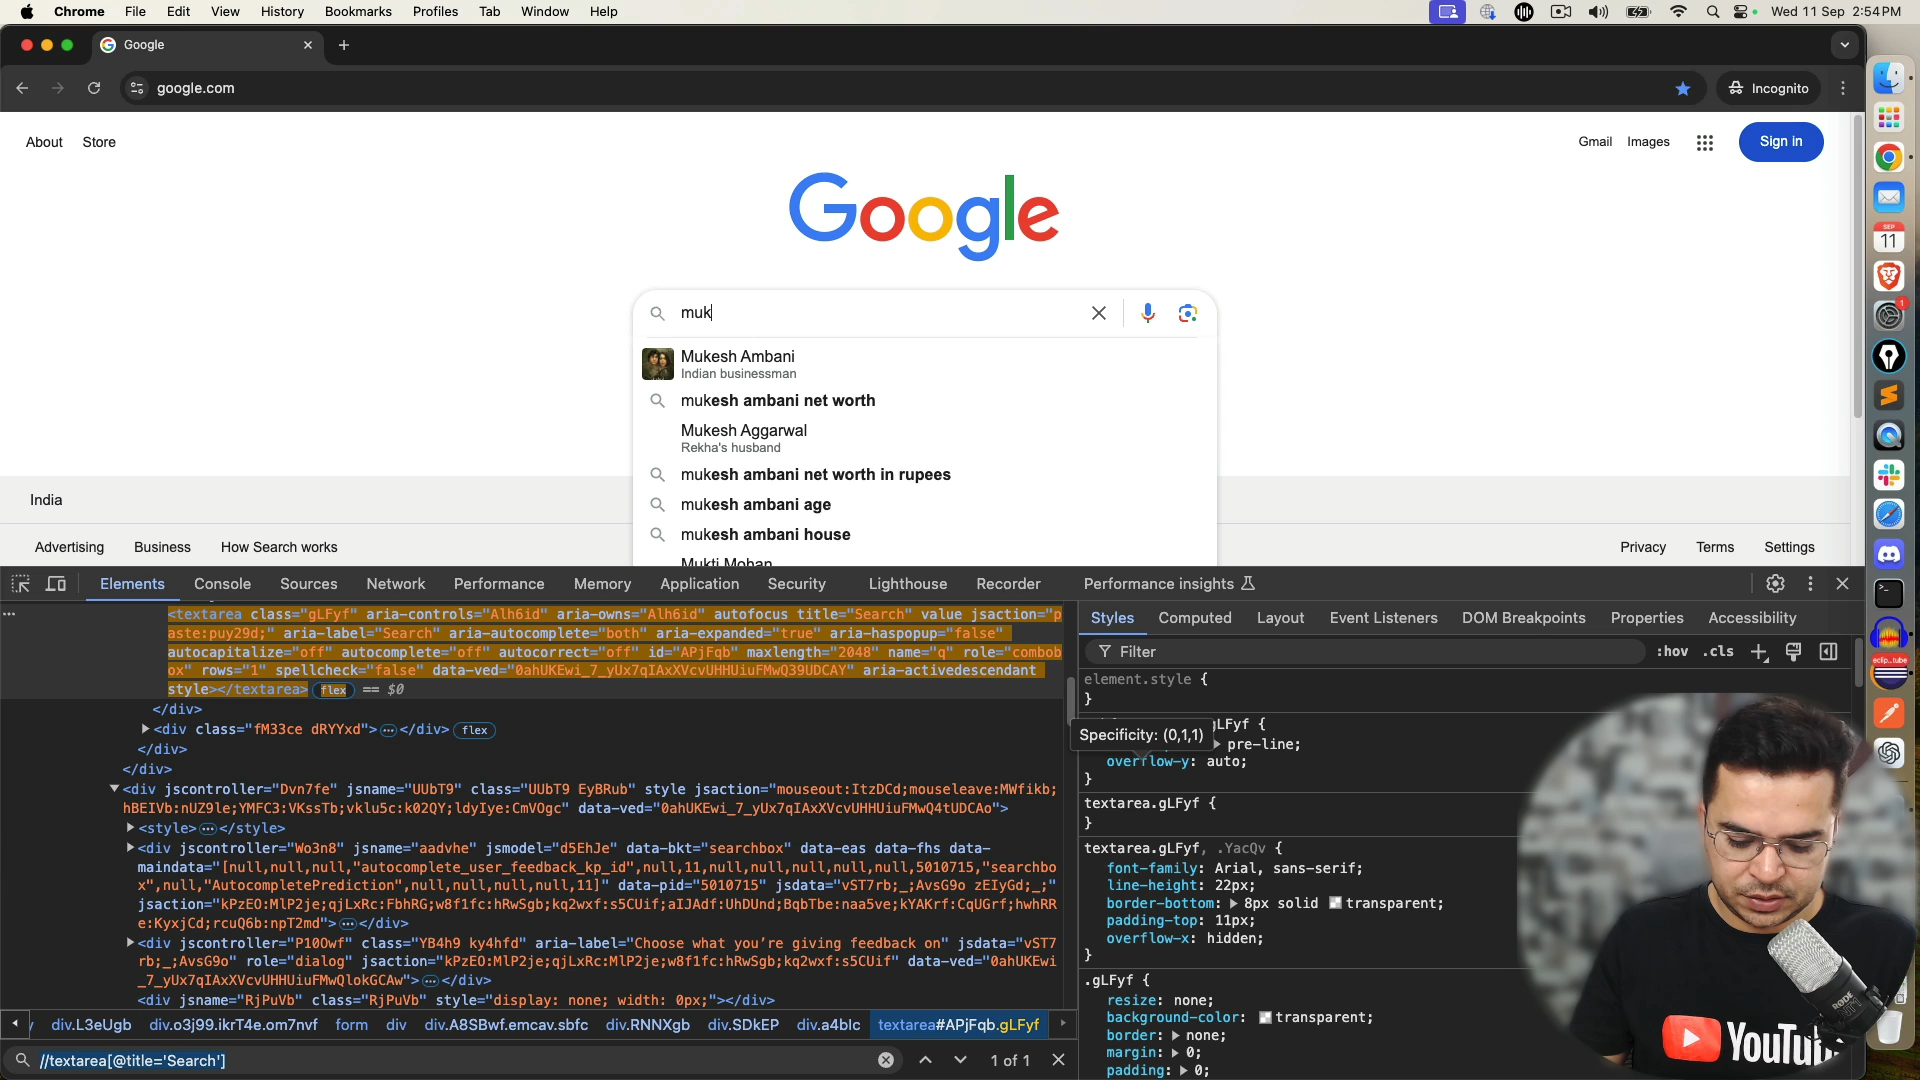 Chrome File Edit View History Bookmarks Profiles Tab Window Help Wed 11 Sep 2:54 PM
Google
google.com Incognito
About Store Gmail Images Sign in
Google
muk
Mukesh Ambani
Indian businessman
mukesh ambani net worth
Mukesh Aggarwal
Rekha's husband
mukesh ambani net worth in rupees
mukesh ambani age
mukesh ambani house
Mukti Mohan
India
Advertising Business How Search works Privacy Terms Settings
Elements Console Sources Network Performance Memory Application Security Lighthouse Recorder Performance insights
<textarea class="gLFyf" aria-controls="Alh6id" aria-owns="Alh6id" autofocus title="Search" value jsaction="p
aste:puy29d;" aria-label="Search" aria-autocomplete="both" aria-expanded="true" aria-haspopup="false"
autocapitalize="off" autocomplete="off" autocorrect="off" id="APjFqb" maxlength="2048" name="q" role="combob
ox" rows="1" spellcheck="false" data-ved="0ahUKEwi_7_yUx7qIAxXVcvUHHUiuFMwQ39UDCAY" aria-activedescendant
style></textarea> flex == $0
</div>
<div class="fM33ce dRYYxd">…</div> flex
</div>
</div>
<div jscontroller="Dvn7fe" jsname="UUbT9" class="UUbT9 EyBRub" style jsaction="mouseout:ItzDCd;mouseleave:MWfikb;
hBEIVb:nUZ9le;YMFC3:VKssTb;vklu5c:k02QY;ldyIye:CmVOgc" data-ved="0ahUKEwi_7_yUx7qIAxXVcvUHHUiuFMwQ4tUDCAo">
<style>…</style>
<div jscontroller="Wo3n8" jsname="aadvhe" jsmodel="d5EhJe" data-bkt="searchbox" data-eas data-fhs data-
maindata="[null,null,null,"autocomplete_user_feedback_kp_id",null,11,null,null,null,null,null,5010715,"searchbo
x",null,"AutocompletePrediction",null,null,null,null,11]" data-pid="5010715" jsdata="vST7rb;_;AvsG9o zEIyGd;_;"
jsaction="kPzEO:MlP2je;qjLxRc:FbhRG;w8f1fc:hRwSgb;kq2wxf:s5CUif;aIJAdf:UhDUnd;BqbTbe:naa5ve;kYAKrf:CqUGrf;hwhRR
e:KyxjCd;rcuQ6b:npT2md">…</div>
<div jscontroller="P10Owf" class="YB4h9 ky4hfd" aria-label="Choose what you're giving feedback on" jsdata="vST7
rb;_;AvsG9o" role="dialog" jsaction="kPzEO:MlP2je;qjLxRc:MlP2je;w8f1fc:hRwSgb;kq2wxf:s5CUif" data-ved="0ahUKEwi
_7_yUx7qIAxXVcvUHHUiuFMwQlokGCAw">…</div>
<div jsname="RjPuVb" class="RjPuVb" style="display: none; width: 0px;"></div>
div.L3eUgb div.o3j99.ikrT4e.om7nvf form div div.A8SBwf.emcav.sbfc div.RNNXgb div.SDkEP div.a4bIc textarea#APjFqb.gLFyf
//textarea[@title='Search'] 1 of 1
Styles Computed Layout Event Listeners DOM Breakpoints Properties Accessibility
Filter :hov .cls
element.style {
}
gLFyf {
Specificity: (0,1,1) pre-line;
overflow-y: auto;
}
textarea.gLFyf {
}
textarea.gLFyf, .YacQv {
font-family: Arial, sans-serif;
line-height: 22px;
border-bottom: 8px solid transparent;
padding-top: 11px;
overflow-x: hidden;
}
.gLFyf {
resize: none;
background-color: transparent;
border: none;
margin: 0;
padding: 0;
SEP
11
1
RODE
YouTu